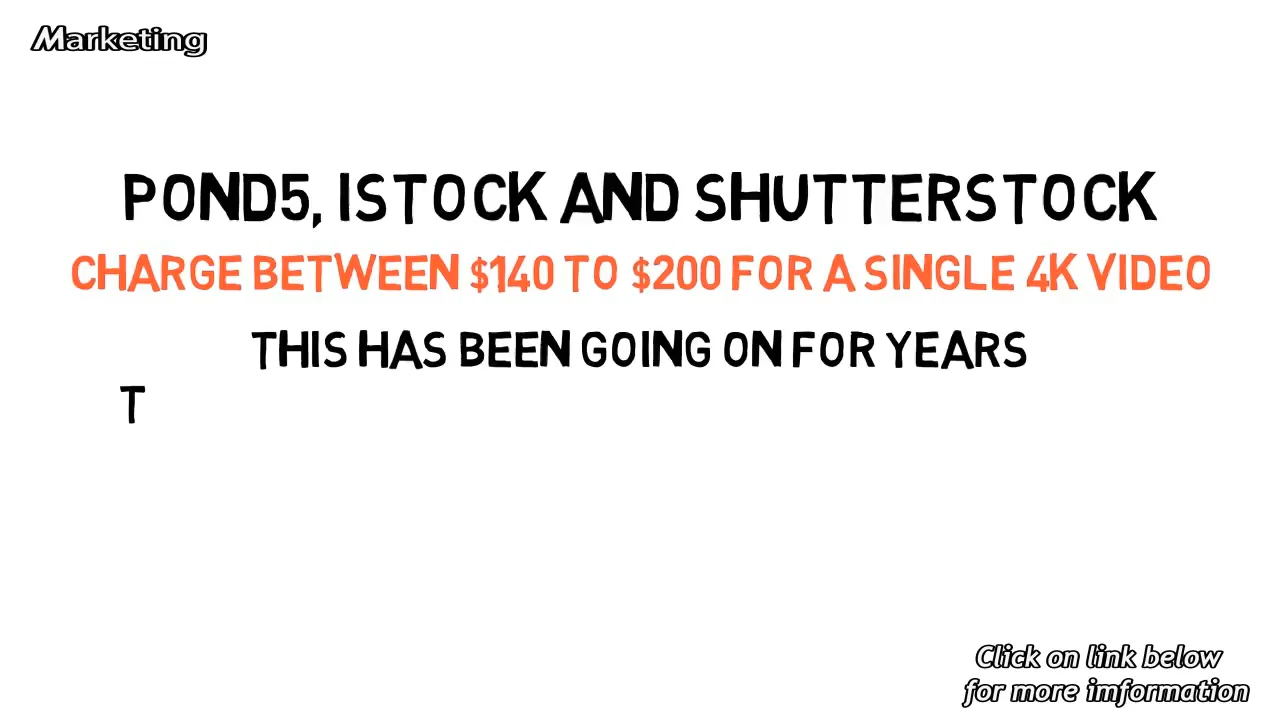 Marketing
POND5, ISTOCK AND SHUTTERSTOCK
CHARGE BETWEEN $140 TO $200 FOR A SINGLE 4K VIDEO
THIS HAS BEEN GOING ON FOR YEARS
T
Click on link below
for more imformation